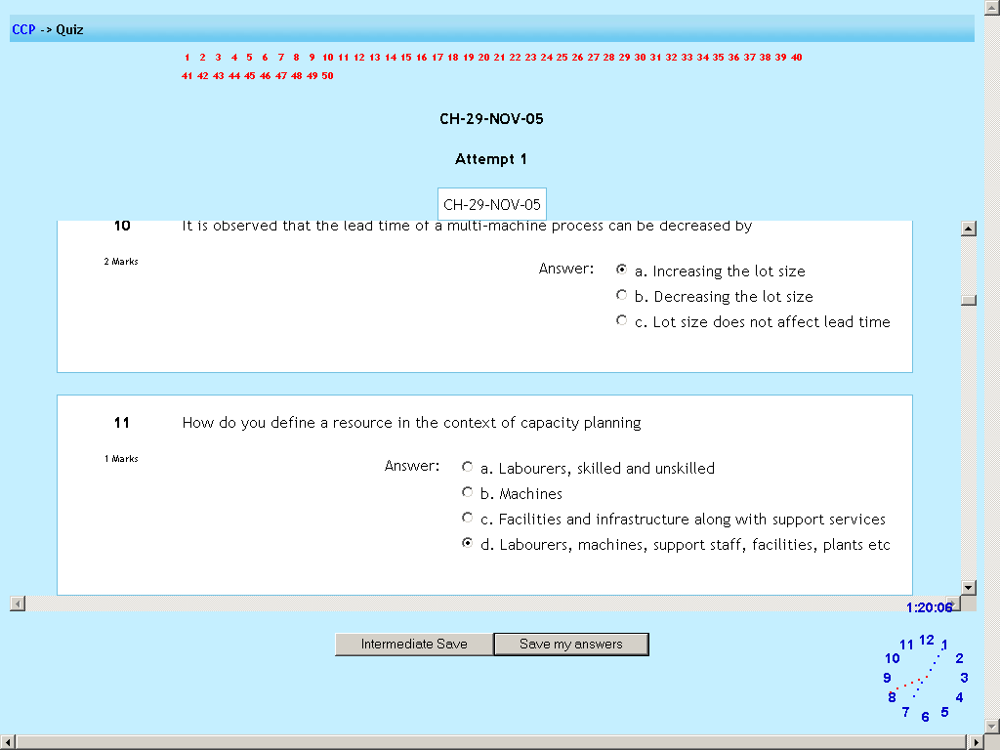 CCP -> Quiz
1 2 3 4 5 6 7 8 9 10 11 12 13 14 15 16 17 18 19 20 21 22 23 24 25 26 27 28 29 30 31 32 33 34 35 36 37 38 39 40
41 42 43 44 45 46 47 48 49 50
CH-29-NOV-05
Attempt 1
CH-29-NOV-05
10 It is observed that the lead time of a multi-machine process can be decreased by
2 Marks
Answer: a. Increasing the lot size
b. Decreasing the lot size
c. Lot size does not affect lead time
11 How do you define a resource in the context of capacity planning
1 Marks
Answer: a. Labourers, skilled and unskilled
b. Machines
c. Facilities and infrastructure along with support services
d. Labourers, machines, support staff, facilities, plants etc
1:20:06
Intermediate Save Save my answers
12 1 2 3 4 5 6 7 8 9 10 11